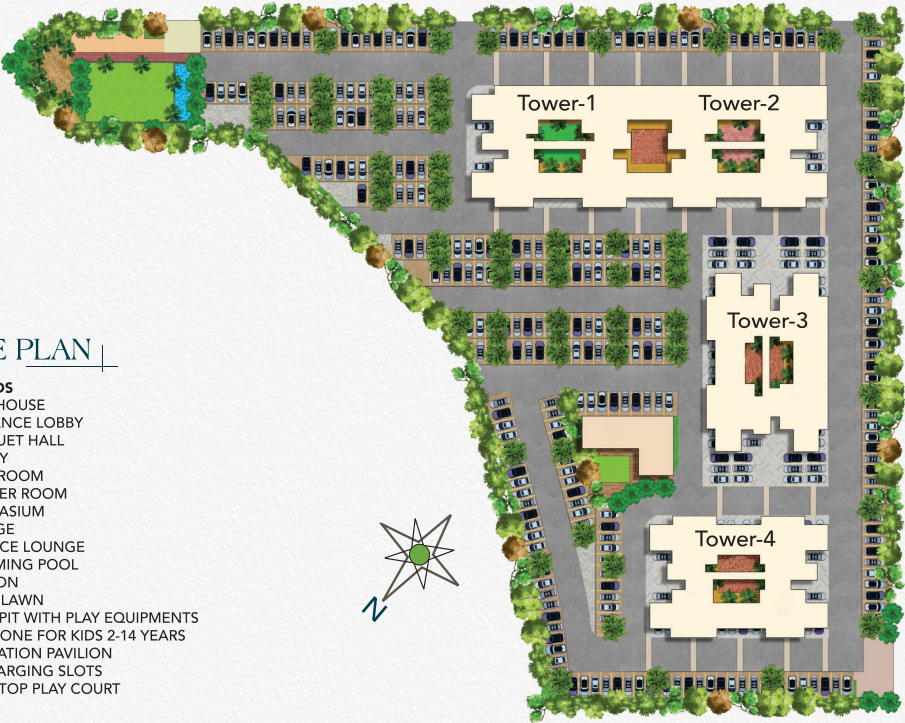 Tower-1
Tower-2
Tower-3
Tower-4
E PLAN
DS
HOUSE
ANCE LOBBY
UET HALL
Y
ROOM
ER ROOM
ASIUM
GE
CE LOUNGE
MING POOL
ON
LAWN
PIT WITH PLAY EQUIPMENTS
ONE FOR KIDS 2-14 YEARS
ATION PAVILION
ARGING SLOTS
TOP PLAY COURT
N